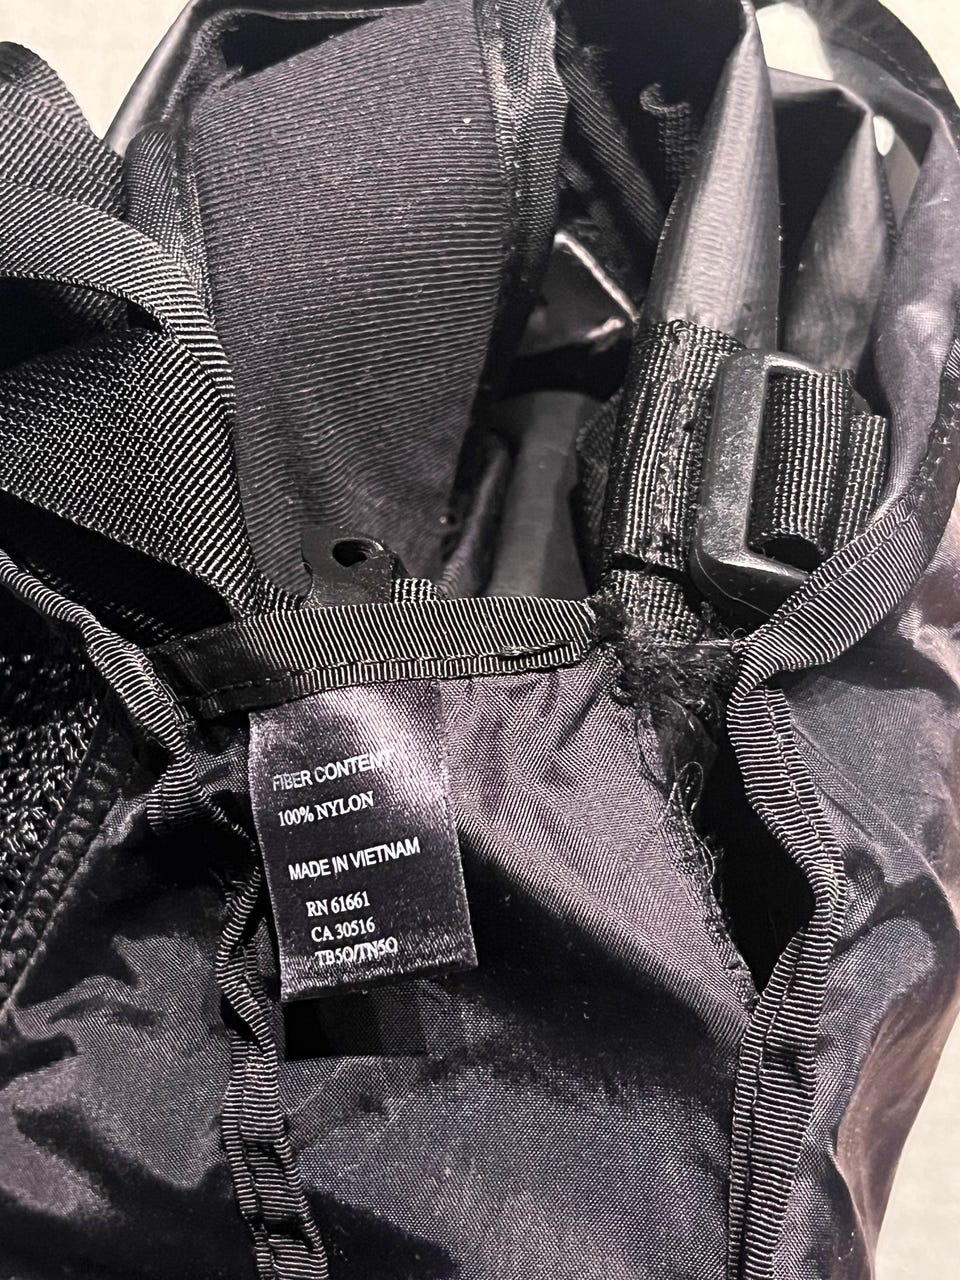 FIBER CONTENT
100% NYLON
MADE IN VIETNAM
RN 61661
CA 30516
TB5O/TN5O